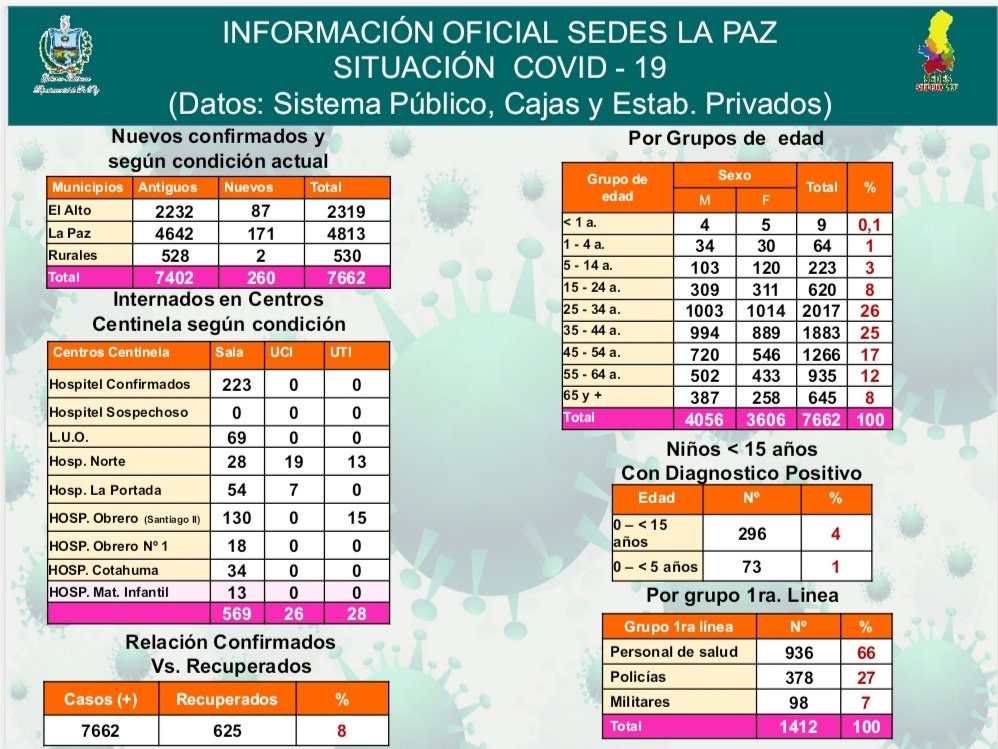 INFORMACIÓN OFICIAL SEDES LA PAZ
SITUACIÓN COVID - 19
(Datos: Sistema Público, Cajas y Estab. Privados)
SEDES
Nuevos confirmados y
según condición actual
Municipios Antiguos Nuevos Total
El Alto 2232 87 2319
La Paz 4642 171 4813
Rurales 528 2 530
Total 7402 260 7662
Internados en Centros
Centinela según condición
Centros Centinela Sala UCI UTI
Hospitel Confirmados 223 0 0
Hospitel Sospechoso 0 0 0
L.U.O. 69 0 0
Hosp. Norte 28 19 13
Hosp. La Portada 54 7 0
HOSP. Obrero (Santiago II) 130 0 15
HOSP. Obrero Nº 1 18 0 0
HOSP. Cotahuma 34 0 0
HOSP. Mat. Infantil 13 0 0
569 26 28
Relación Confirmados
Vs. Recuperados
Casos (+) Recuperados %
7662 625 8
Por Grupos de edad
Grupo de edad Sexo Total %
M F
< 1 a. 4 5 9 0,1
1 - 4 a. 34 30 64 1
5 - 14 a. 103 120 223 3
15 - 24 a. 309 311 620 8
25 - 34 a. 1003 1014 2017 26
35 - 44 a. 994 889 1883 25
45 - 54 a. 720 546 1266 17
55 - 64 a. 502 433 935 12
65 y + 387 258 645 8
Total 4056 3606 7662 100
Niños < 15 años
Con Diagnostico Positivo
Edad Nº %
0 – < 15 años 296 4
0 – < 5 años 73 1
Por grupo 1ra. Linea
Grupo 1ra línea Nº %
Personal de salud 936 66
Policías 378 27
Militares 98 7
Total 1412 100